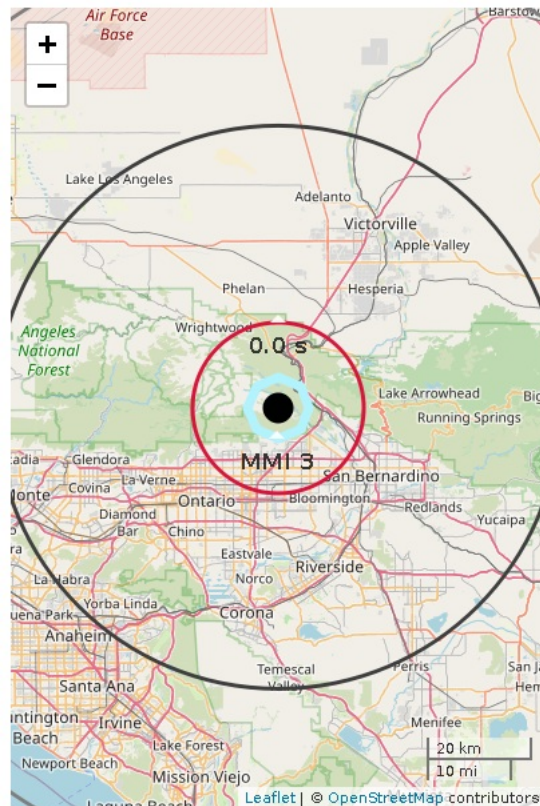 Air Force
Base
Barstow
+
−
Lake Los Angeles
Adelanto
Victorville
Apple Valley
Phelan
Hesperia
Wrightwood
Angeles
National
Forest
0.0 s
Lake Arrowhead
Running Springs
MMI 3
Glendora
San Bernardino
La Verne
Covina
Ontario
Bloomington
Redlands
Diamond
Bar
Chino
Yucaipa
Eastvale
Riverside
La Habra
Norco
Yorba Linda
Corona
Anaheim
Temescal
Valley
Perris
Santa Ana
Irvine
Menifee
Beach
Lake Forest
20 km
Newport Beach
10 mi
Mission Viejo
Laguna Beach
Leaflet | © OpenStreetMap contributors